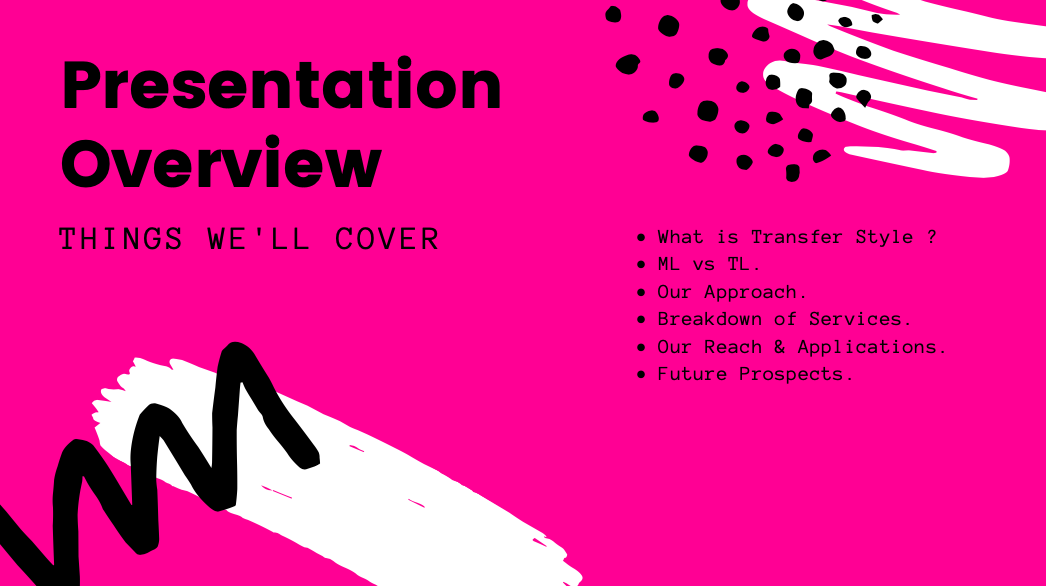 Presentation
Overview
THINGS WE'LL COVER
• What is Transfer Style ?
• ML vs TL.
• Our Approach.
• Breakdown of Services.
• Our Reach & Applications.
• Future Prospects.